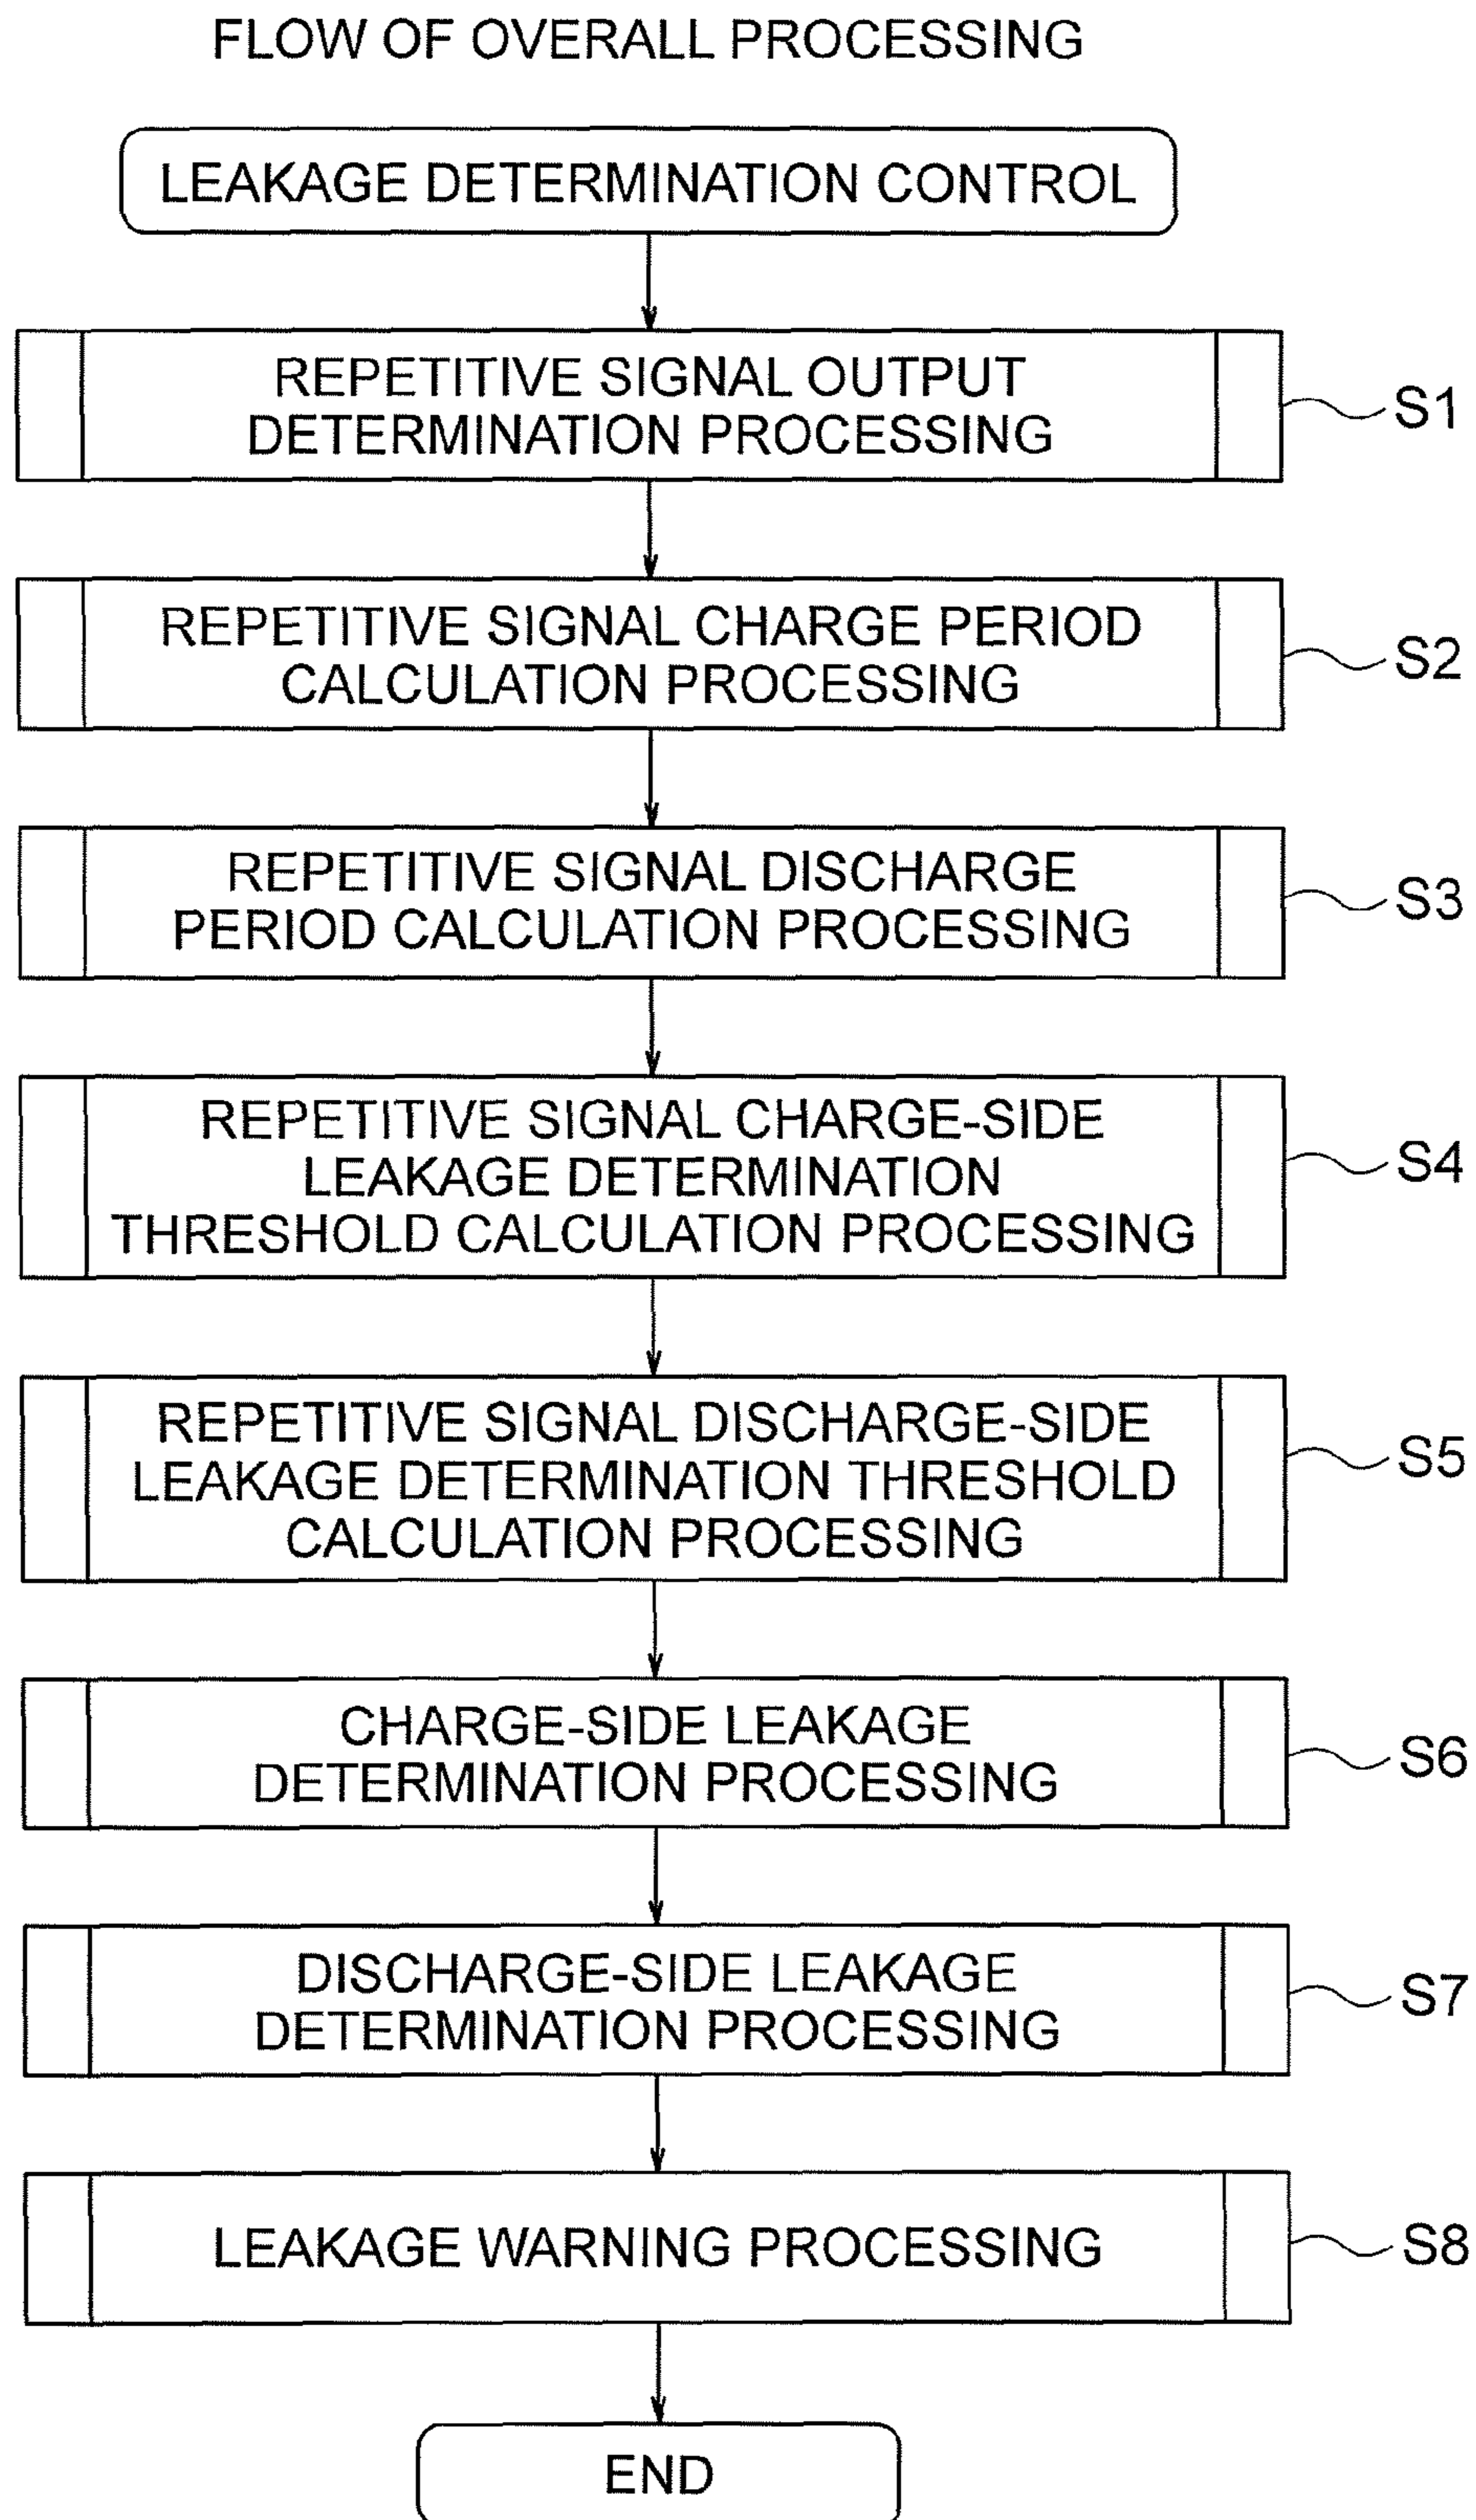 FLOW OF OVERALL PROCESSING
LEAKAGE DETERMINATION CONTROL
REPETITIVE SIGNAL OUTPUT
DETERMINATION PROCESSING
S1
REPETITIVE SIGNAL CHARGE PERIOD
CALCULATION PROCESSING
S2
REPETITIVE SIGNAL DISCHARGE
PERIOD CALCULATION PROCESSING
S3
REPETITIVE SIGNAL CHARGE-SIDE
LEAKAGE DETERMINATION
THRESHOLD CALCULATION PROCESSING
S4
REPETITIVE SIGNAL DISCHARGE-SIDE
LEAKAGE DETERMINATION THRESHOLD
CALCULATION PROCESSING
S5
CHARGE-SIDE LEAKAGE
DETERMINATION PROCESSING
S6
DISCHARGE-SIDE LEAKAGE
DETERMINATION PROCESSING
S7
LEAKAGE WARNING PROCESSING
S8
END